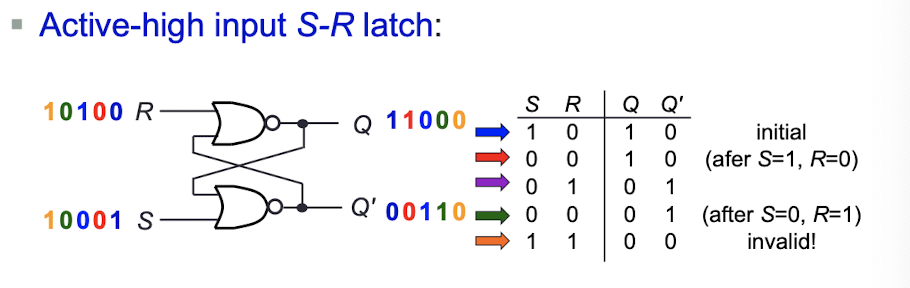 Active-high input S-R latch:
10100 R
Q 11000
10001 S
Q' 00110
S R Q Q'
1 0 1 0 initial
0 0 1 0 (afer S=1, R=0)
0 1 0 1
0 0 0 1 (after S=0, R=1)
1 1 0 0 invalid!